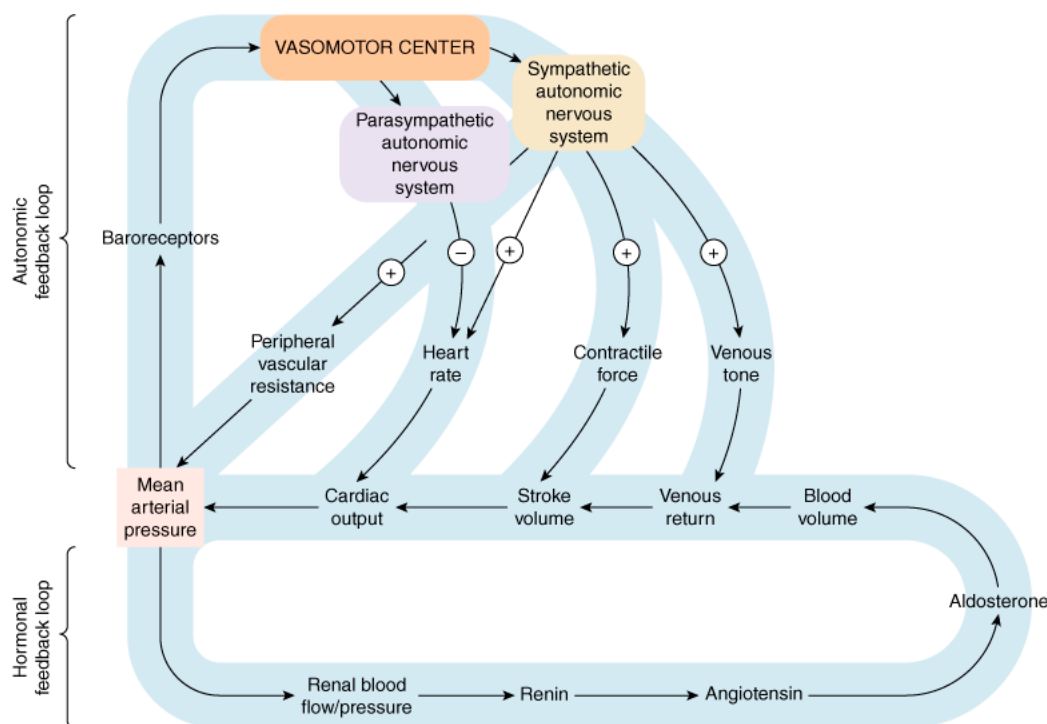 VASOMOTOR CENTER
Sympathetic
autonomic
nervous
system
Parasympathetic
autonomic
nervous
system
Autonomic
feedback loop
Baroreceptors
+
−
+
+
+
Peripheral
vascular
resistance
Heart
rate
Contractile
force
Venous
tone
Mean
arterial
pressure
Cardiac
output
Stroke
volume
Venous
return
Blood
volume
Hormonal
feedback loop
Aldosterone
Renal blood
flow/pressure
Renin
Angiotensin